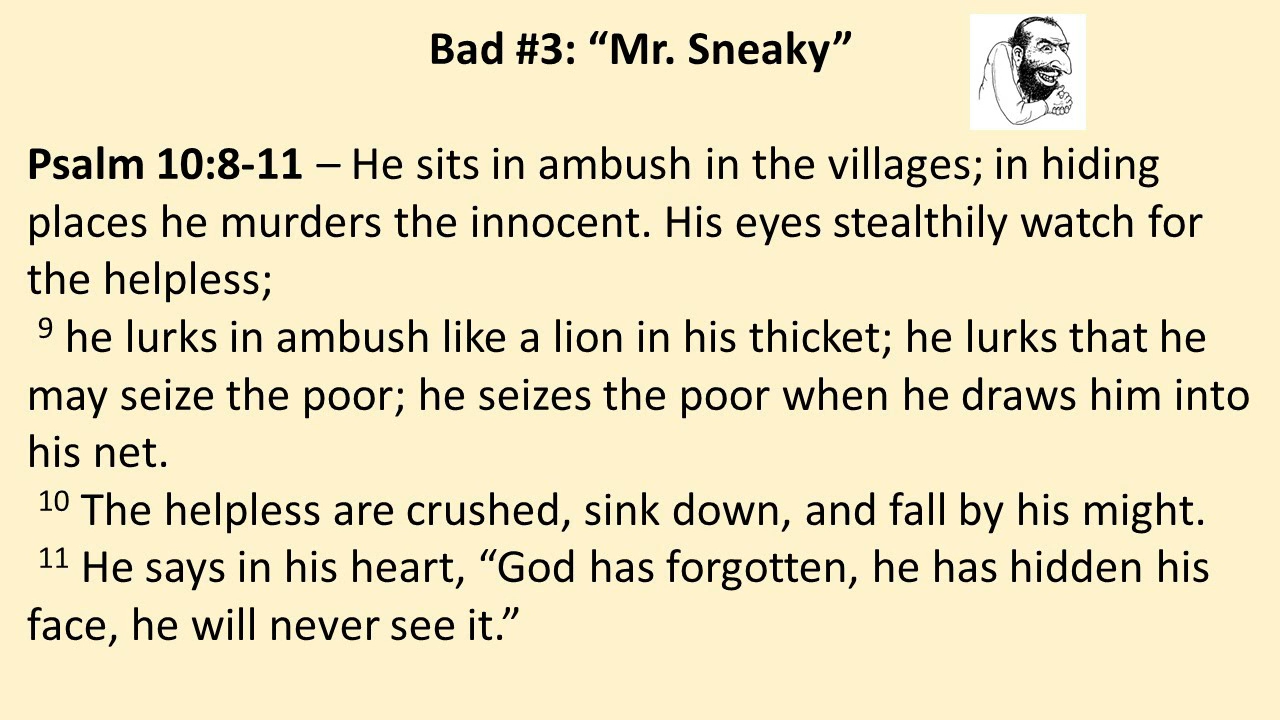 Bad #3: “Mr. Sneaky”
Psalm 10:8-11 – He sits in ambush in the villages; in hiding
places he murders the innocent. His eyes stealthily watch for
the helpless;
9 he lurks in ambush like a lion in his thicket; he lurks that he
may seize the poor; he seizes the poor when he draws him into
his net.
10 The helpless are crushed, sink down, and fall by his might.
11 He says in his heart, “God has forgotten, he has hidden his
face, he will never see it.”